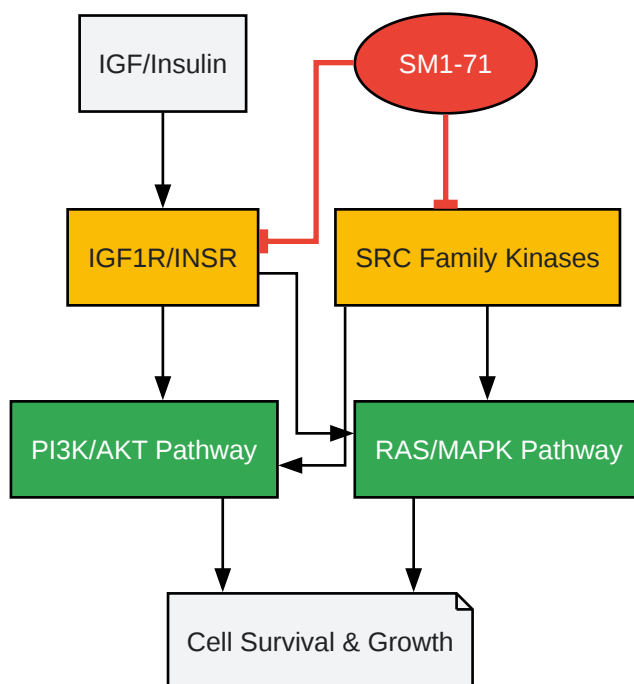 IGF/Insulin
SM1-71
IGF1R/INSR
SRC Family Kinases
PI3K/AKT Pathway
RAS/MAPK Pathway
Cell Survival & Growth